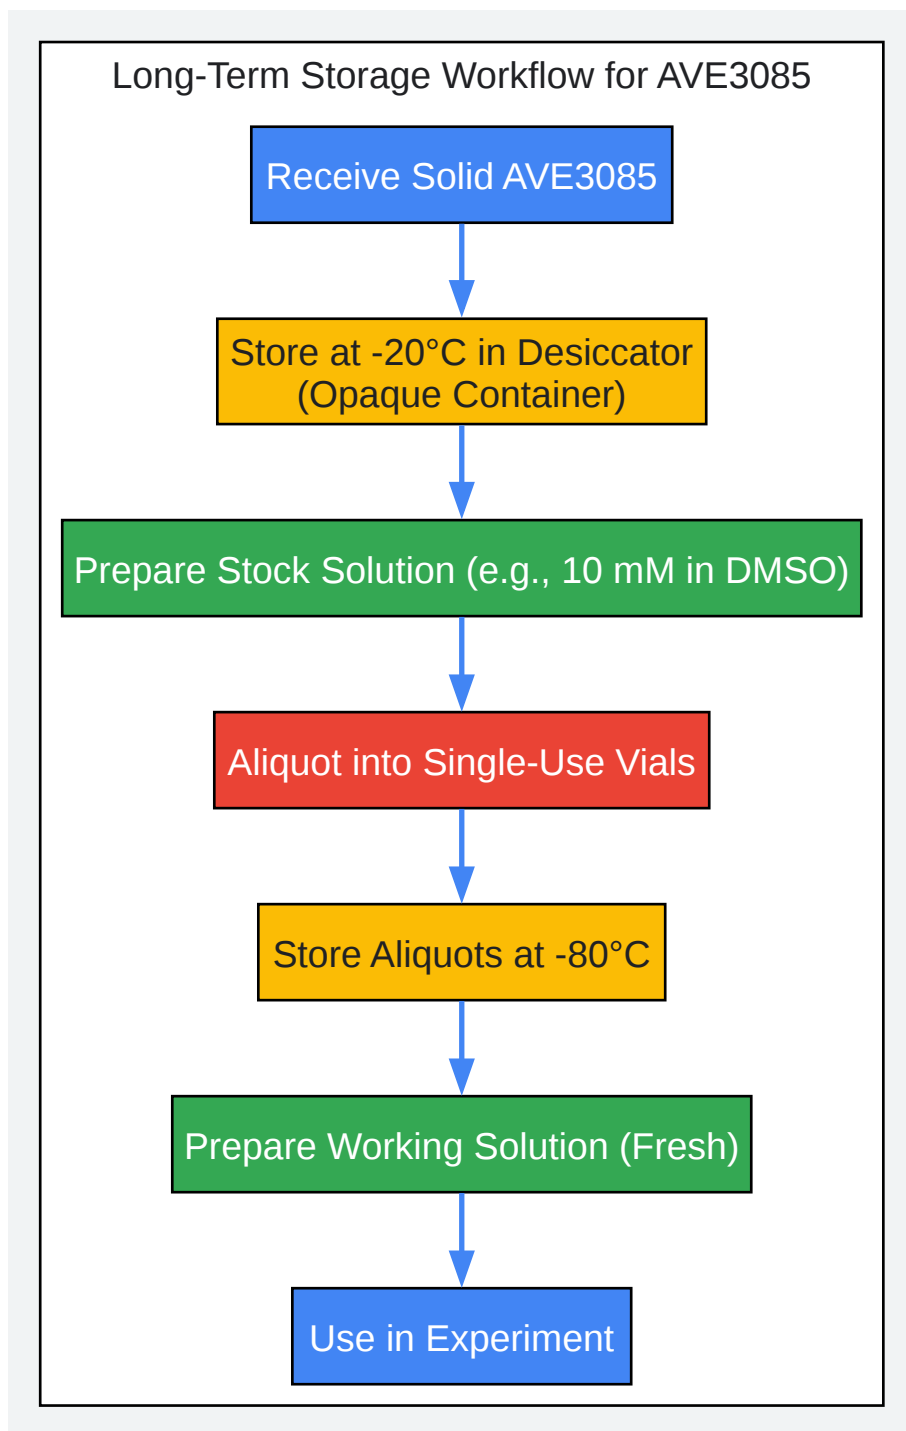 Long-Term Storage Workflow for AVE3085
Receive Solid AVE3085
Store at -20°C in Desiccator
(Opaque Container)
Prepare Stock Solution (e.g., 10 mM in DMSO)
Aliquot into Single-Use Vials
Store Aliquots at -80°C
Prepare Working Solution (Fresh)
Use in Experiment